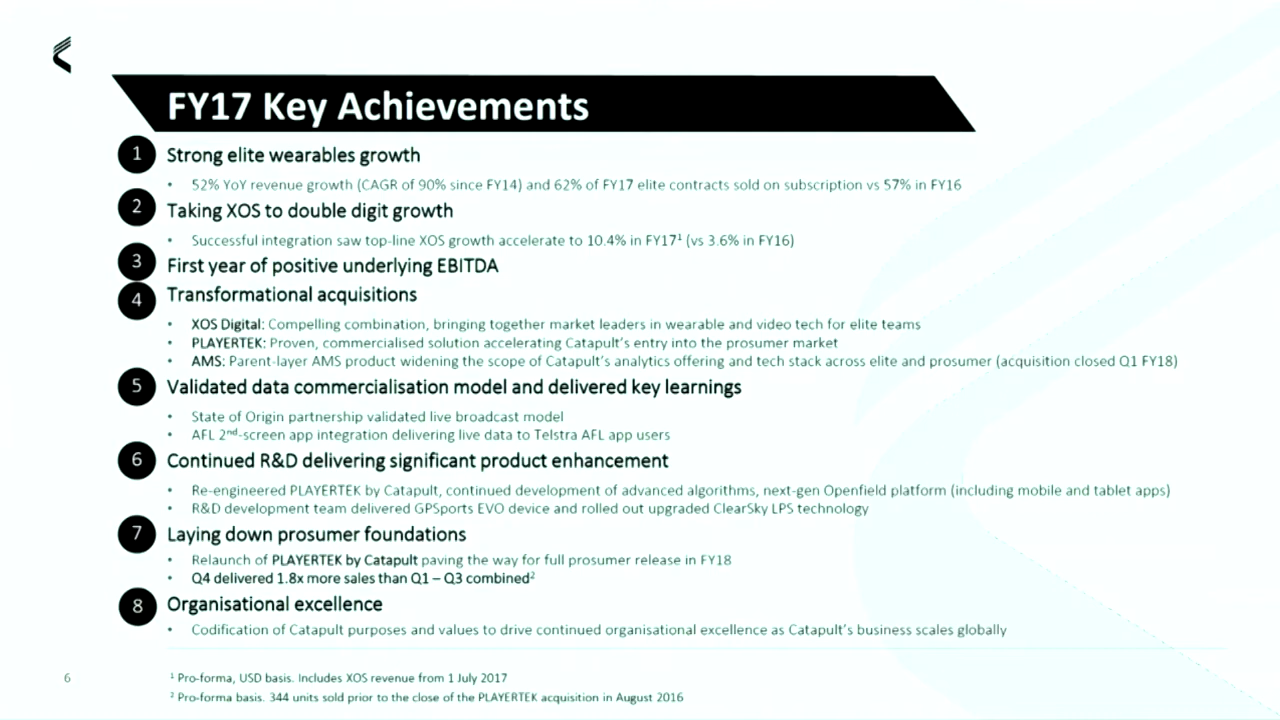 FY17 Key Achievements
1 Strong elite wearables growth
• 52% YoY revenue growth (CAGR of 90% since FY14) and 62% of FY17 elite contracts sold on subscription vs 57% in FY16
2 Taking XOS to double digit growth
• Successful integration saw top-line XOS growth accelerate to 10.4% in FY17¹ (vs 3.6% in FY16)
3 First year of positive underlying EBITDA
4 Transformational acquisitions
• XOS Digital: Compelling combination, bringing together market leaders in wearable and video tech for elite teams
• PLAYERTEK: Proven, commercialised solution accelerating Catapult's entry into the prosumer market
• AMS: Parent-layer AMS product widening the scope of Catapult's analytics offering and tech stack across elite and prosumer (acquisition closed Q1 FY18)
5 Validated data commercialisation model and delivered key learnings
• State of Origin partnership validated live broadcast model
• AFL 2nd-screen app integration delivering live data to Telstra AFL app users
6 Continued R&D delivering significant product enhancement
• Re-engineered PLAYERTEK by Catapult, continued development of advanced algorithms, next-gen Openfield platform (including mobile and tablet apps)
• R&D development team delivered GPSports EVO device and rolled out upgraded ClearSky LPS technology
7 Laying down prosumer foundations
• Relaunch of PLAYERTEK by Catapult paving the way for full prosumer release in FY18
• Q4 delivered 1.8x more sales than Q1 – Q3 combined²
8 Organisational excellence
• Codification of Catapult purposes and values to drive continued organisational excellence as Catapult's business scales globally
6
¹ Pro-forma, USD basis. Includes XOS revenue from 1 July 2017
² Pro-forma basis. 344 units sold prior to the close of the PLAYERTEK acquisition in August 2016